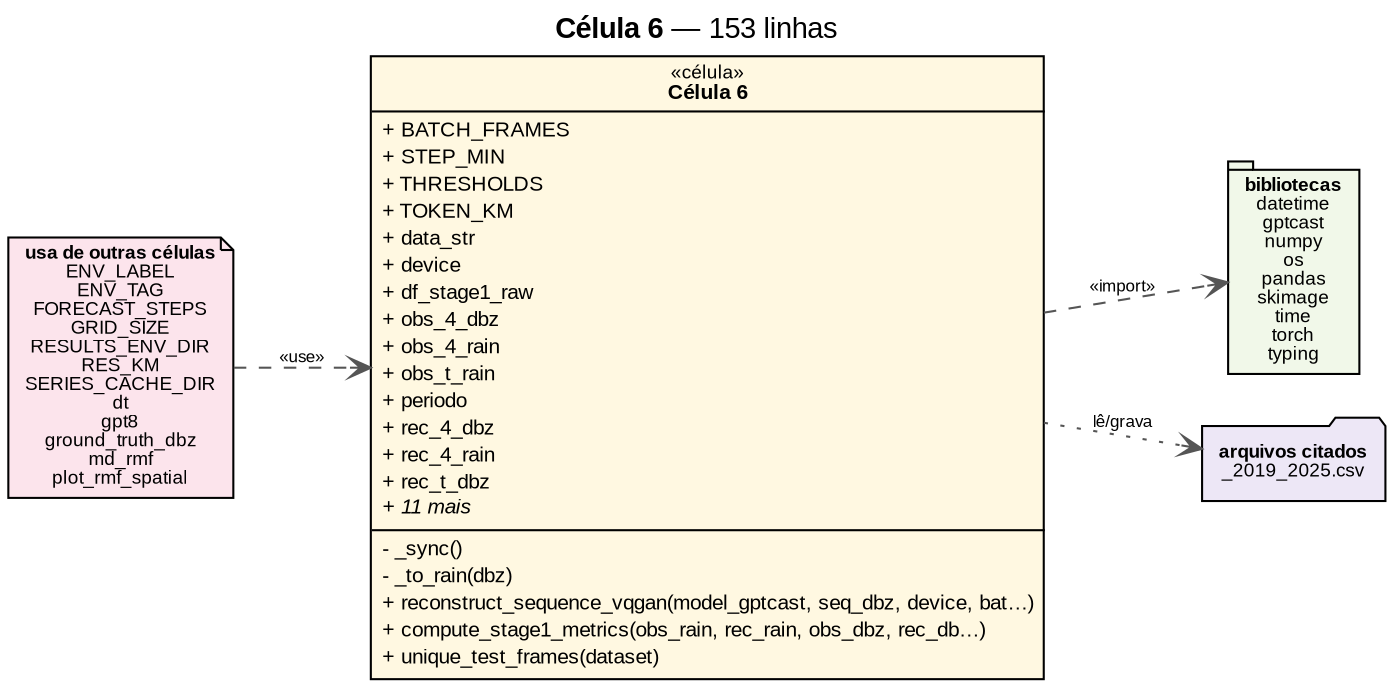 Célula 6 — 153 linhas
usa de outras células
ENV_LABEL
ENV_TAG
FORECAST_STEPS
GRID_SIZE
RESULTS_ENV_DIR
RES_KM
SERIES_CACHE_DIR
dt
gpt8
ground_truth_dbz
md_rmf
plot_rmf_spatial
«use»
«célula»
Célula 6
+ BATCH_FRAMES
+ STEP_MIN
+ THRESHOLDS
+ TOKEN_KM
+ data_str
+ device
+ df_stage1_raw
+ obs_4_dbz
+ obs_4_rain
+ obs_t_rain
+ periodo
+ rec_4_dbz
+ rec_4_rain
+ rec_t_dbz
+ 11 mais
- _sync()
- _to_rain(dbz)
+ reconstruct_sequence_vqgan(model_gptcast, seq_dbz, device, bat…)
+ compute_stage1_metrics(obs_rain, rec_rain, obs_dbz, rec_db…)
+ unique_test_frames(dataset)
«import»
bibliotecas
datetime
gptcast
numpy
os
pandas
skimage
time
torch
typing
lê/grava
arquivos citados
_2019_2025.csv